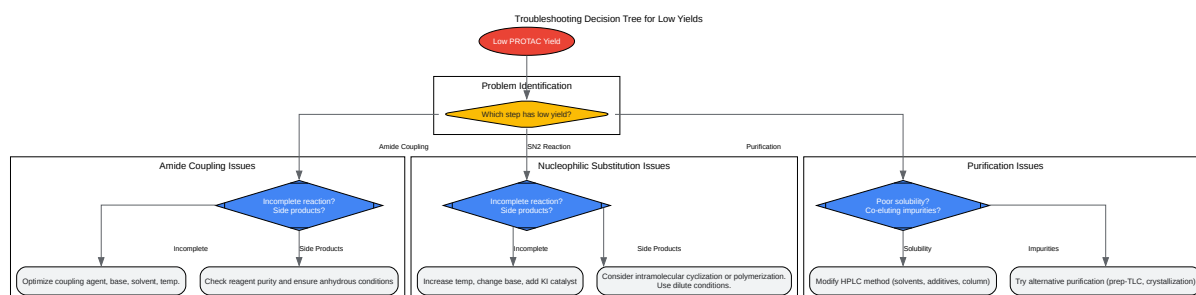 Troubleshooting Decision Tree for Low Yields
Low PROTAC Yield
Problem Identification
Which step has low yield?
Amide Coupling
SN2 Reaction
Purification
Amide Coupling Issues
Nucleophilic Substitution Issues
Purification Issues
Incomplete reaction?
Side products?
Incomplete reaction?
Side products?
Poor solubility?
Co-eluting impurities?
Incomplete
Side Products
Incomplete
Side Products
Solubility
Impurities
Optimize coupling agent, base, solvent, temp.
Check reagent purity and ensure anhydrous conditions
Increase temp, change base, add KI catalyst
Consider intramolecular cyclization or polymerization.
Use dilute conditions.
Modify HPLC method (solvents, additives, column)
Try alternative purification (prep-TLC, crystallization)